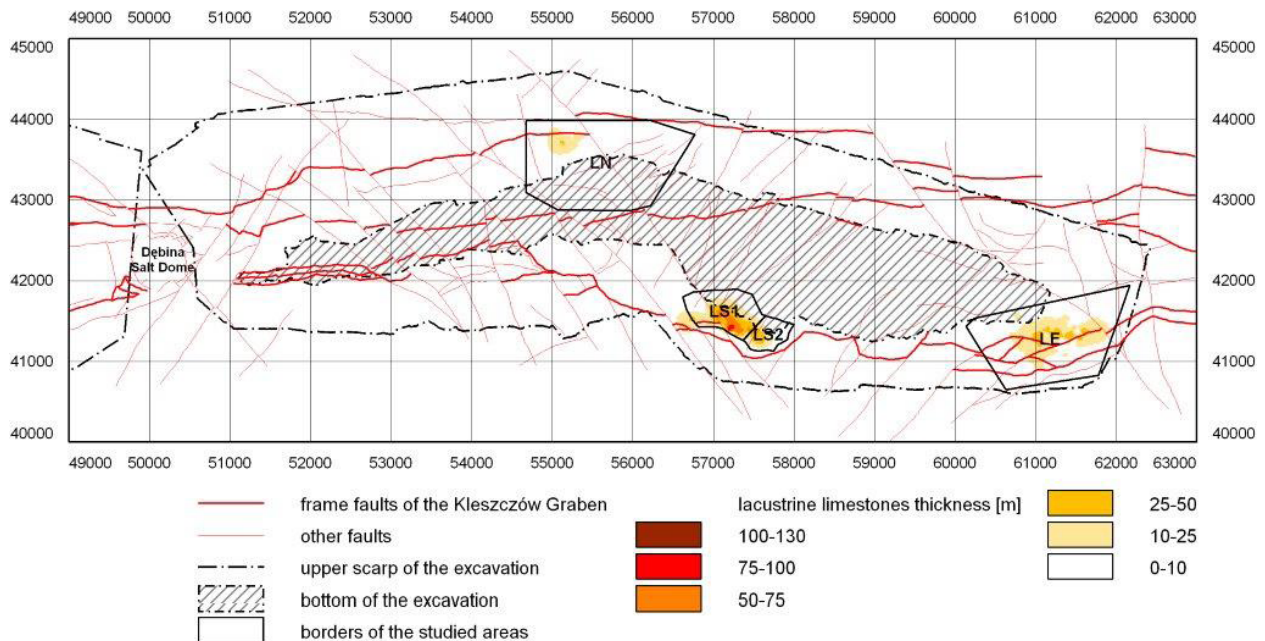 49000 50000 51000 52000 53000 54000 55000 56000 57000 58000 59000 60000 61000 62000 63000
45000 45000
44000 44000
LN
43000 43000
Dębina
Salt Dome
42000 42000
LS1
LS2
LE
41000 41000
40000 40000
49000 50000 51000 52000 53000 54000 55000 56000 57000 58000 59000 60000 61000 62000 63000
frame faults of the Kleszczów Graben
other faults
upper scarp of the excavation
bottom of the excavation
borders of the studied areas
lacustrine limestones thickness [m]
100-130
75-100
50-75
25-50
10-25
0-10